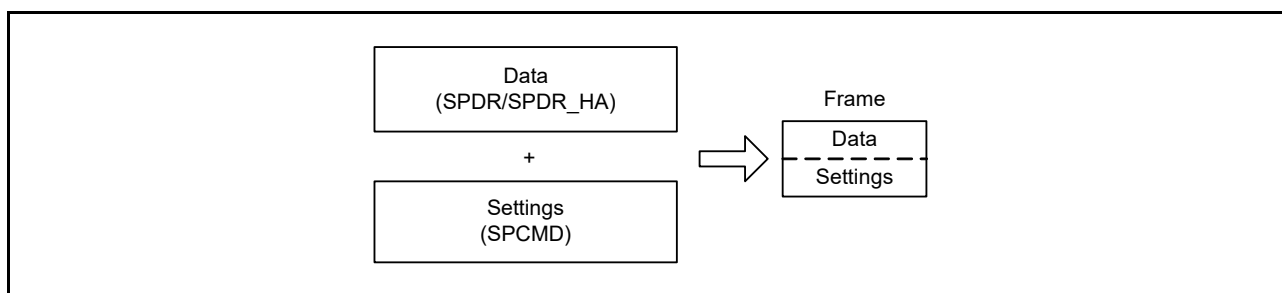 Data
(SPDR/SPDR_HA)
+
Settings
(SPCMD)
Frame
Data
Settings